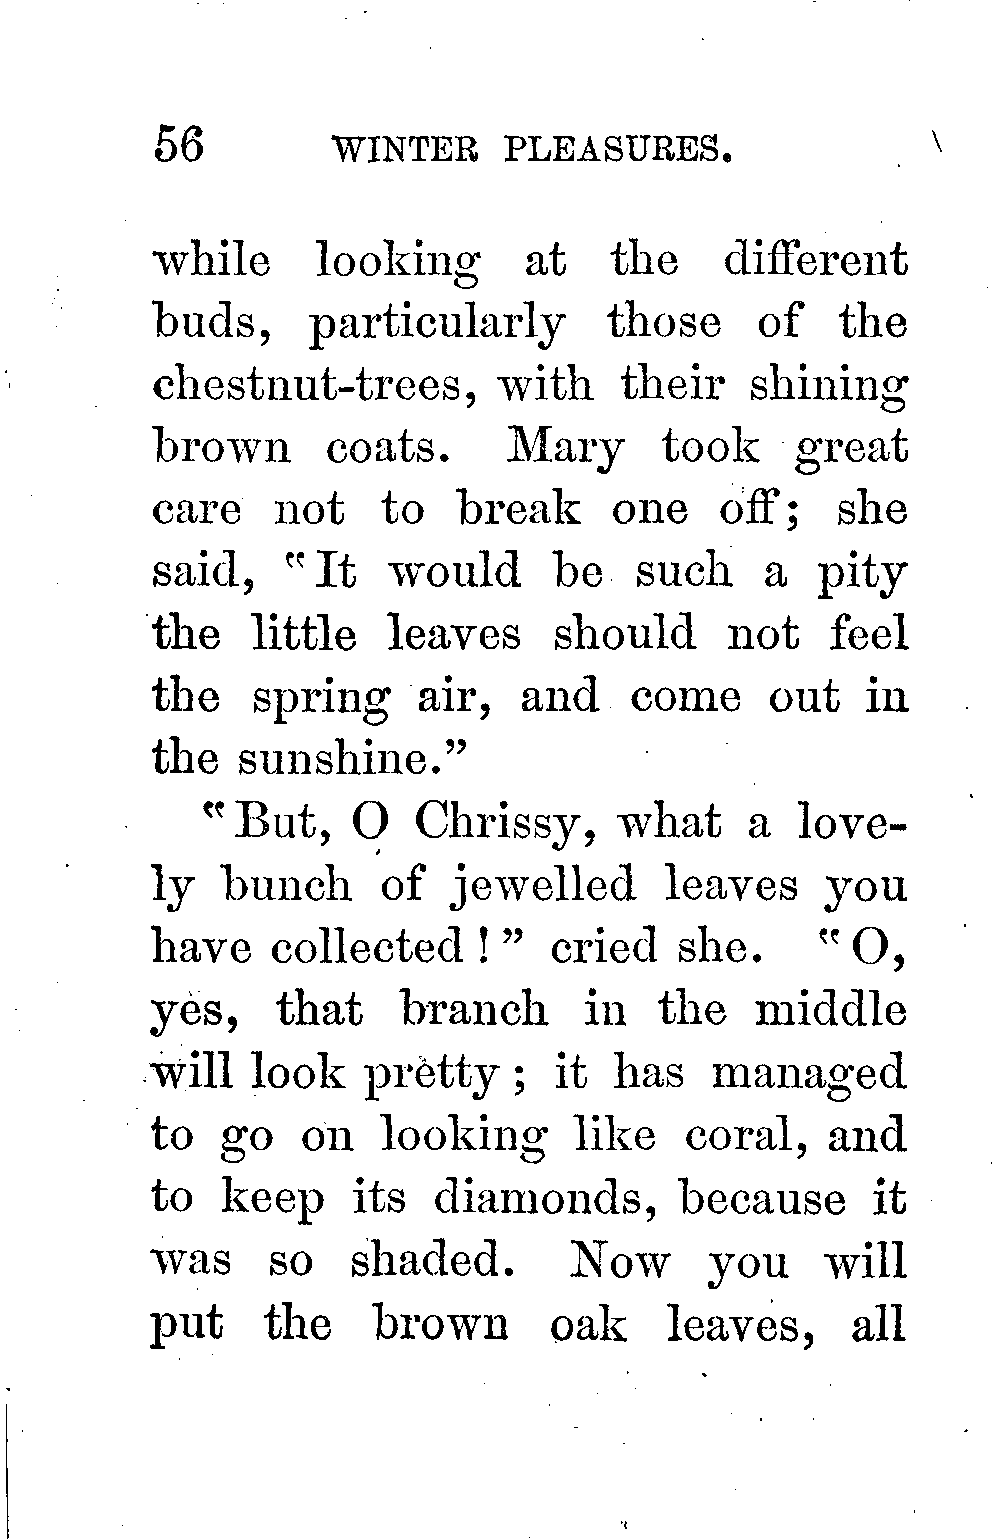 56 WINTER PLEASURES.
while looking at the different
buds, particularly those of the
chestnut-trees, with their shining
brown coats. Mary took great
care not to break one off; she
said, "It would be such a pity
the little leaves should not feel
the spring air, and come out in
the sunshine."
"But, O Chrissy, what a love-
ly bunch of jewelled leaves you
have collected!" cried she. "O,
yes, that branch in the middle
will look pretty; it has managed
to go on looking like coral, and
to keep its diamonds, because it
was so shaded. Now you will
put the brown oak leaves, all